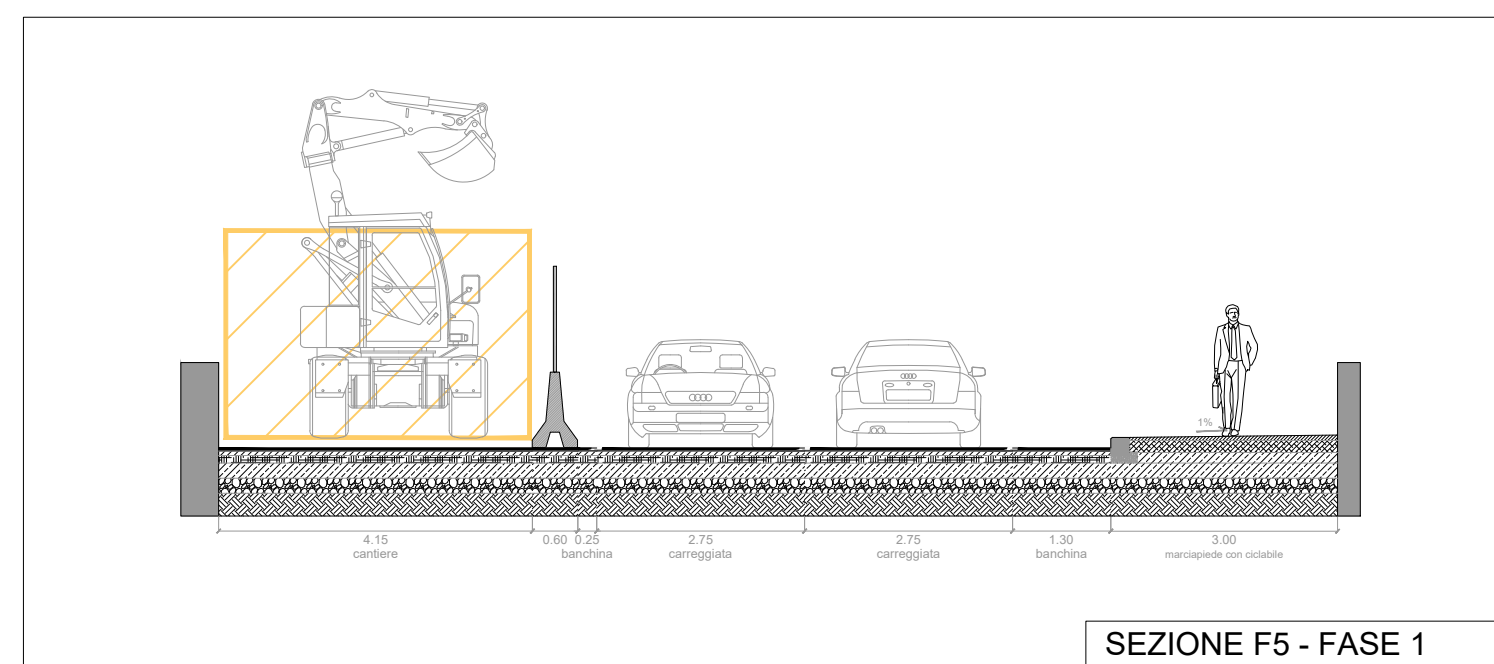 1%
4.15
cantiere
0.60
0.25
banchina
2.75
carreggiata
2.75
carreggiata
1.30
banchina
3.00
marciapiede con ciclabile
SEZIONE F5 - FASE 1